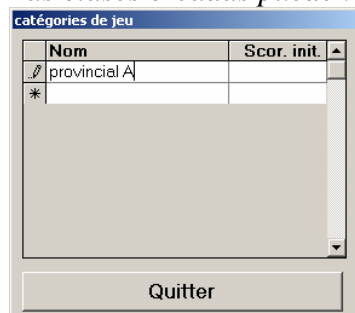 catégories de jeu
Nom Scor. init.
provincial A
*
Quitter